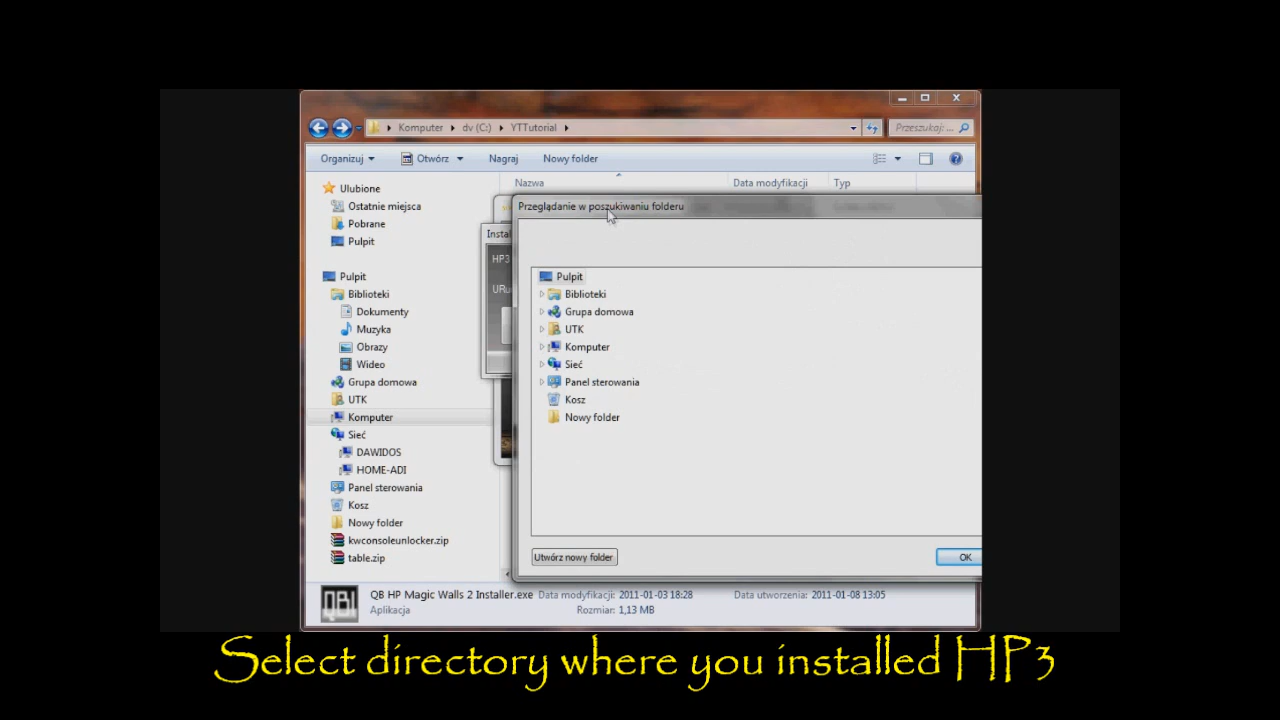 Komputer dv (C:) YTTutorial Przeszukaj: ...
Organizuj Otwórz Nagraj Nowy folder
Nazwa Data modyfikacji Typ
Ulubione
Ostatnie miejsca
Pobrane
Pulpit
Pulpit
Biblioteki
Dokumenty
Muzyka
Obrazy
Wideo
Grupa domowa
UTK
Komputer
Sieć
DAWIDOS
HOME-ADI
Panel sterowania
Kosz
Nowy folder
kwconsoleunlocker.zip
table.zip
HP3
Przeglądanie w poszukiwaniu folderu
Pulpit
Biblioteki
Grupa domowa
UTK
Komputer
Sieć
Panel sterowania
Kosz
Nowy folder
Utwórz nowy folder OK
QB HP Magic Walls 2 Installer.exe Data modyfikacji: 2011-01-03 18:28 Data utworzenia: 2011-01-08 13:05
Aplikacja Rozmiar: 1,13 MB
Select directory where you installed HP3